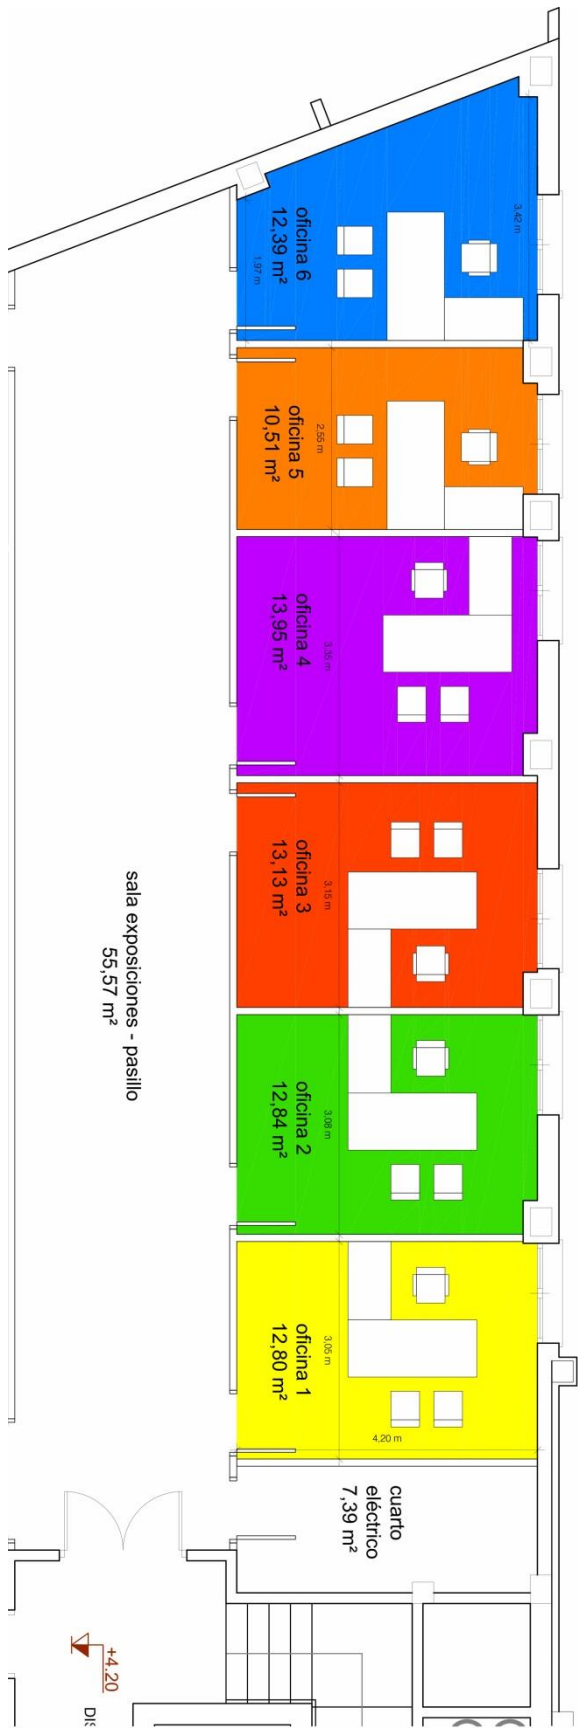 oficina 6
12,39 m²
3,42 m
1,97 m
oficina 5
10,51 m²
2,55 m
oficina 4
13,95 m²
3,35 m
oficina 3
13,13 m²
3,15 m
sala exposiciones - pasillo
55,57 m²
oficina 2
12,84 m²
3,08 m
oficina 1
12,80 m²
3,05 m
4,20 m
cuarto
eléctrico
7,39 m²
+4.20